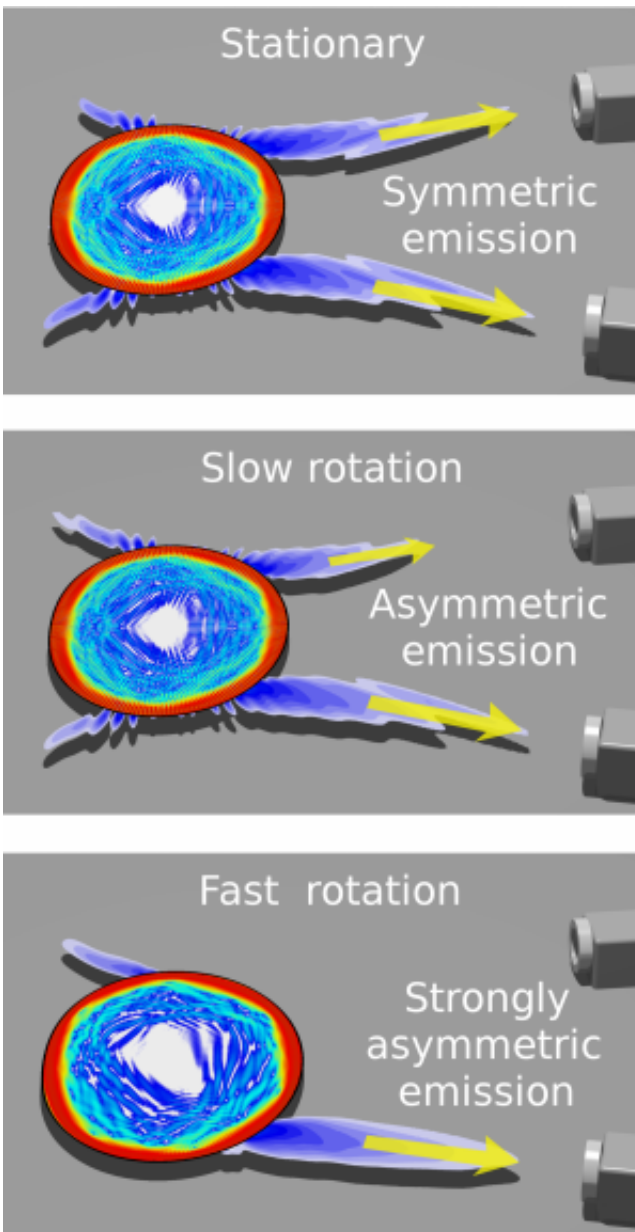 Stationary
Symmetric
emission
Slow rotation
Asymmetric
emission
Fast rotation
Strongly
asymmetric
emission